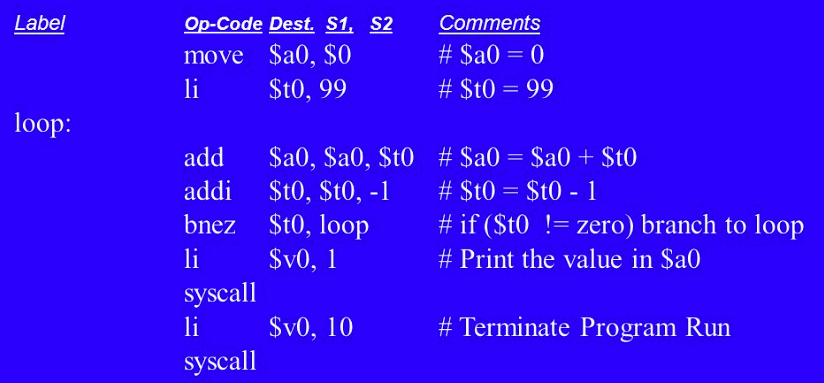 Label Op-Code Dest. S1, S2 Comments
move $a0, $0 # $a0 = 0
li $t0, 99 # $t0 = 99
loop:
add $a0, $a0, $t0 # $a0 = $a0 + $t0
addi $t0, $t0, -1 # $t0 = $t0 - 1
bnez $t0, loop # if ($t0 != zero) branch to loop
li $v0, 1 # Print the value in $a0
syscall
li $v0, 10 # Terminate Program Run
syscall